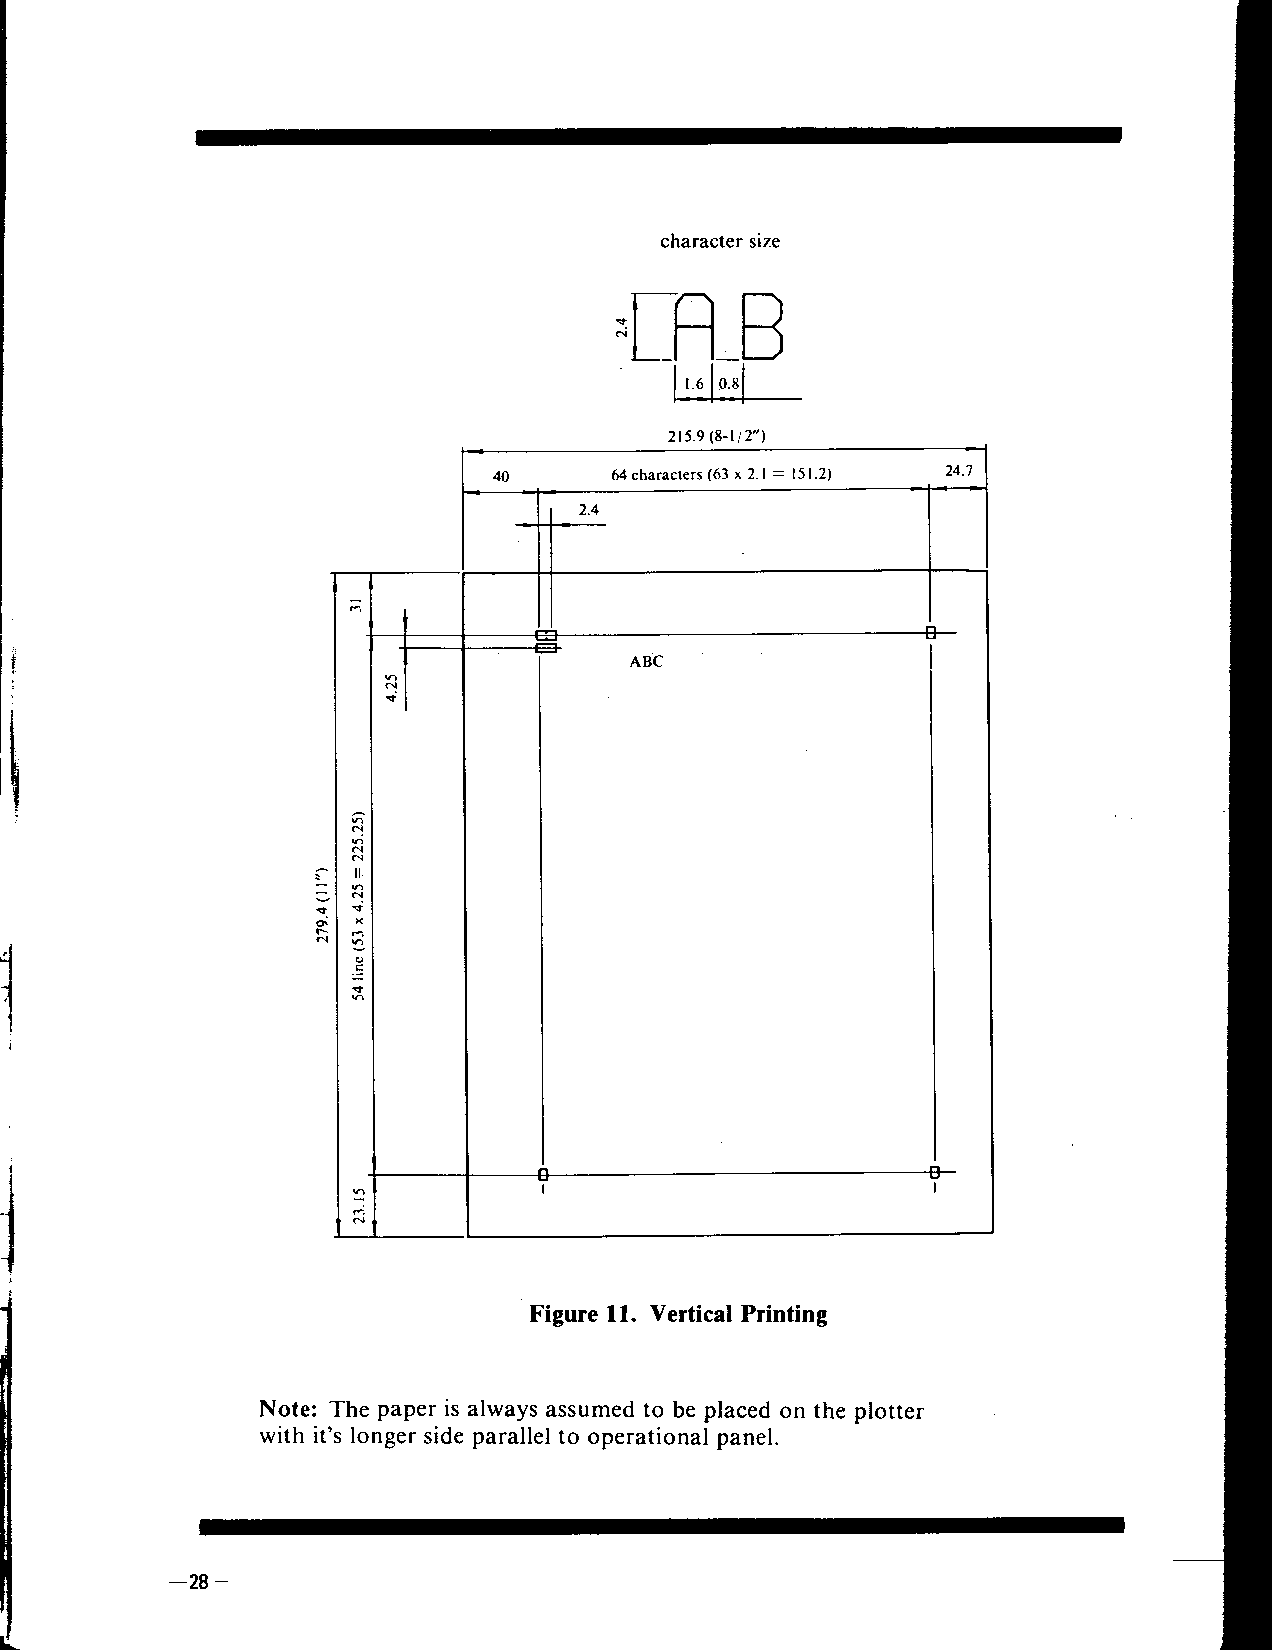 character size
2.4
1.6 0.8
215.9 (8-1/2")
40 64 characters (63 x 2.1 = 151.2) 24.7
2.4
31
ABC
4.25
54 line (53 x 4.25 = 225.25)
279.4 (11")
23.15
Figure 11. Vertical Printing
Note: The paper is always assumed to be placed on the plotter
with it's longer side parallel to operational panel.
—28—